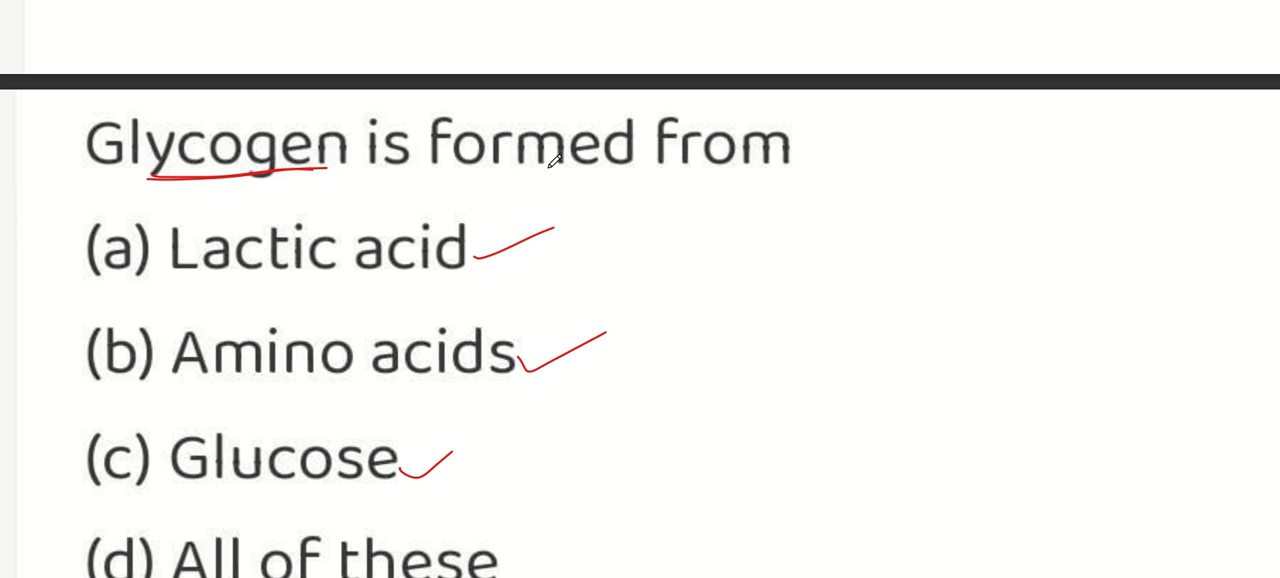 Glycogen is formed from
(a) Lactic acid
(b) Amino acids
(c) Glucose
(d) All of these